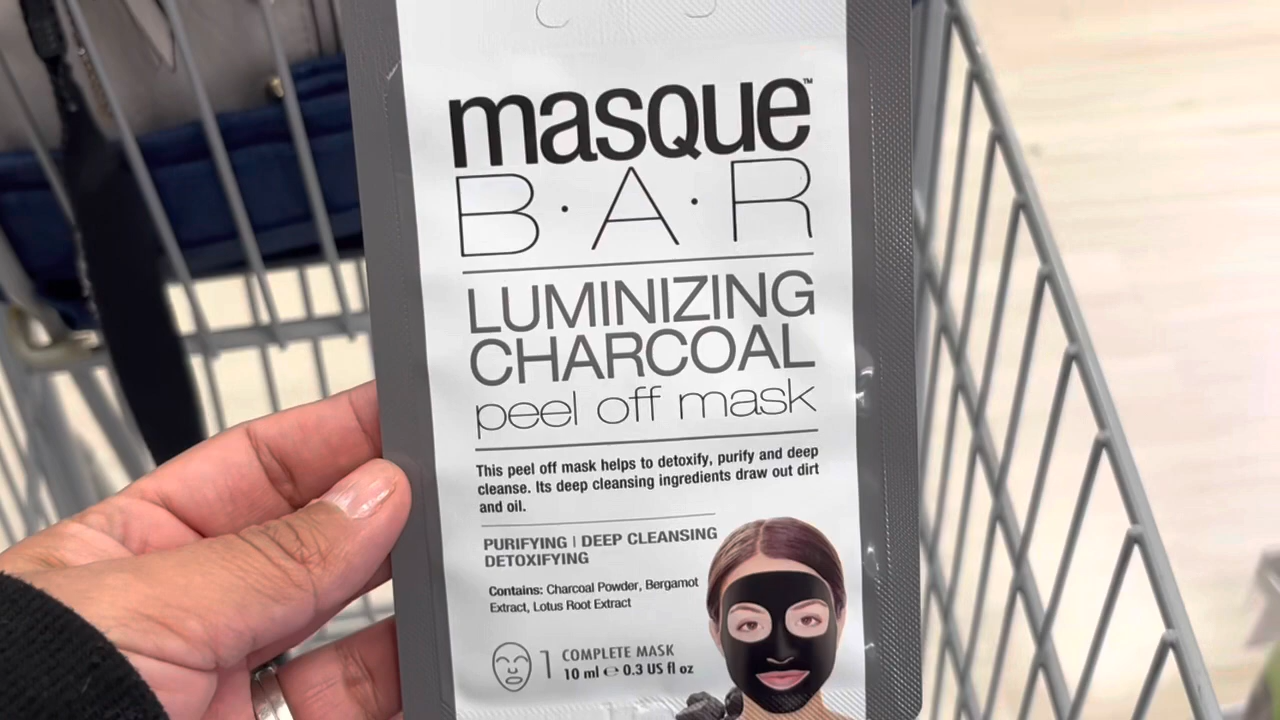 masQue™
B·A·R
LUMINIZING
CHARCOAL
peel off mask
This peel off mask helps to detoxify, purify and deep
cleanse. Its deep cleansing ingredients draw out dirt
and oil.
PURIFYING | DEEP CLEANSING
DETOXIFYING
Contains: Charcoal Powder, Bergamot
Extract, Lotus Root Extract
1 COMPLETE MASK
10 ml ℮ 0.3 US fl oz